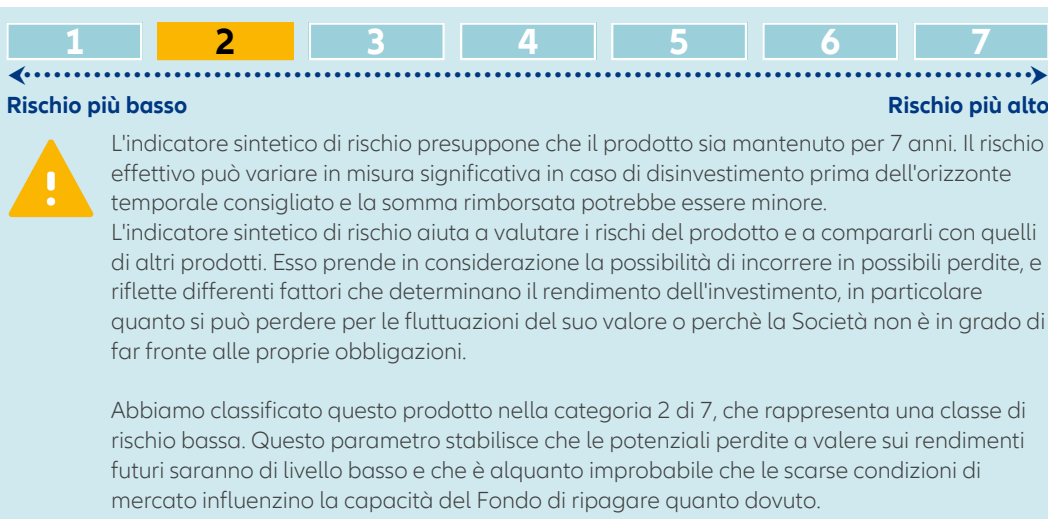 1 2 3 4 5 6 7
Rischio più basso Rischio più alto
L'indicatore sintetico di rischio presuppone che il prodotto sia mantenuto per 7 anni. Il rischio
effettivo può variare in misura significativa in caso di disinvestimento prima dell'orizzonte
temporale consigliato e la somma rimborsata potrebbe essere minore.
L'indicatore sintetico di rischio aiuta a valutare i rischi del prodotto e a compararli con quelli
di altri prodotti. Esso prende in considerazione la possibilità di incorrere in possibili perdite, e
riflette differenti fattori che determinano il rendimento dell'investimento, in particolare
quanto si può perdere per le fluttuazioni del suo valore o perchè la Società non è in grado di
far fronte alle proprie obbligazioni.
Abbiamo classificato questo prodotto nella categoria 2 di 7, che rappresenta una classe di
rischio bassa. Questo parametro stabilisce che le potenziali perdite a valere sui rendimenti
futuri saranno di livello basso e che è alquanto improbabile che le scarse condizioni di
mercato influenzino la capacità del Fondo di ripagare quanto dovuto.